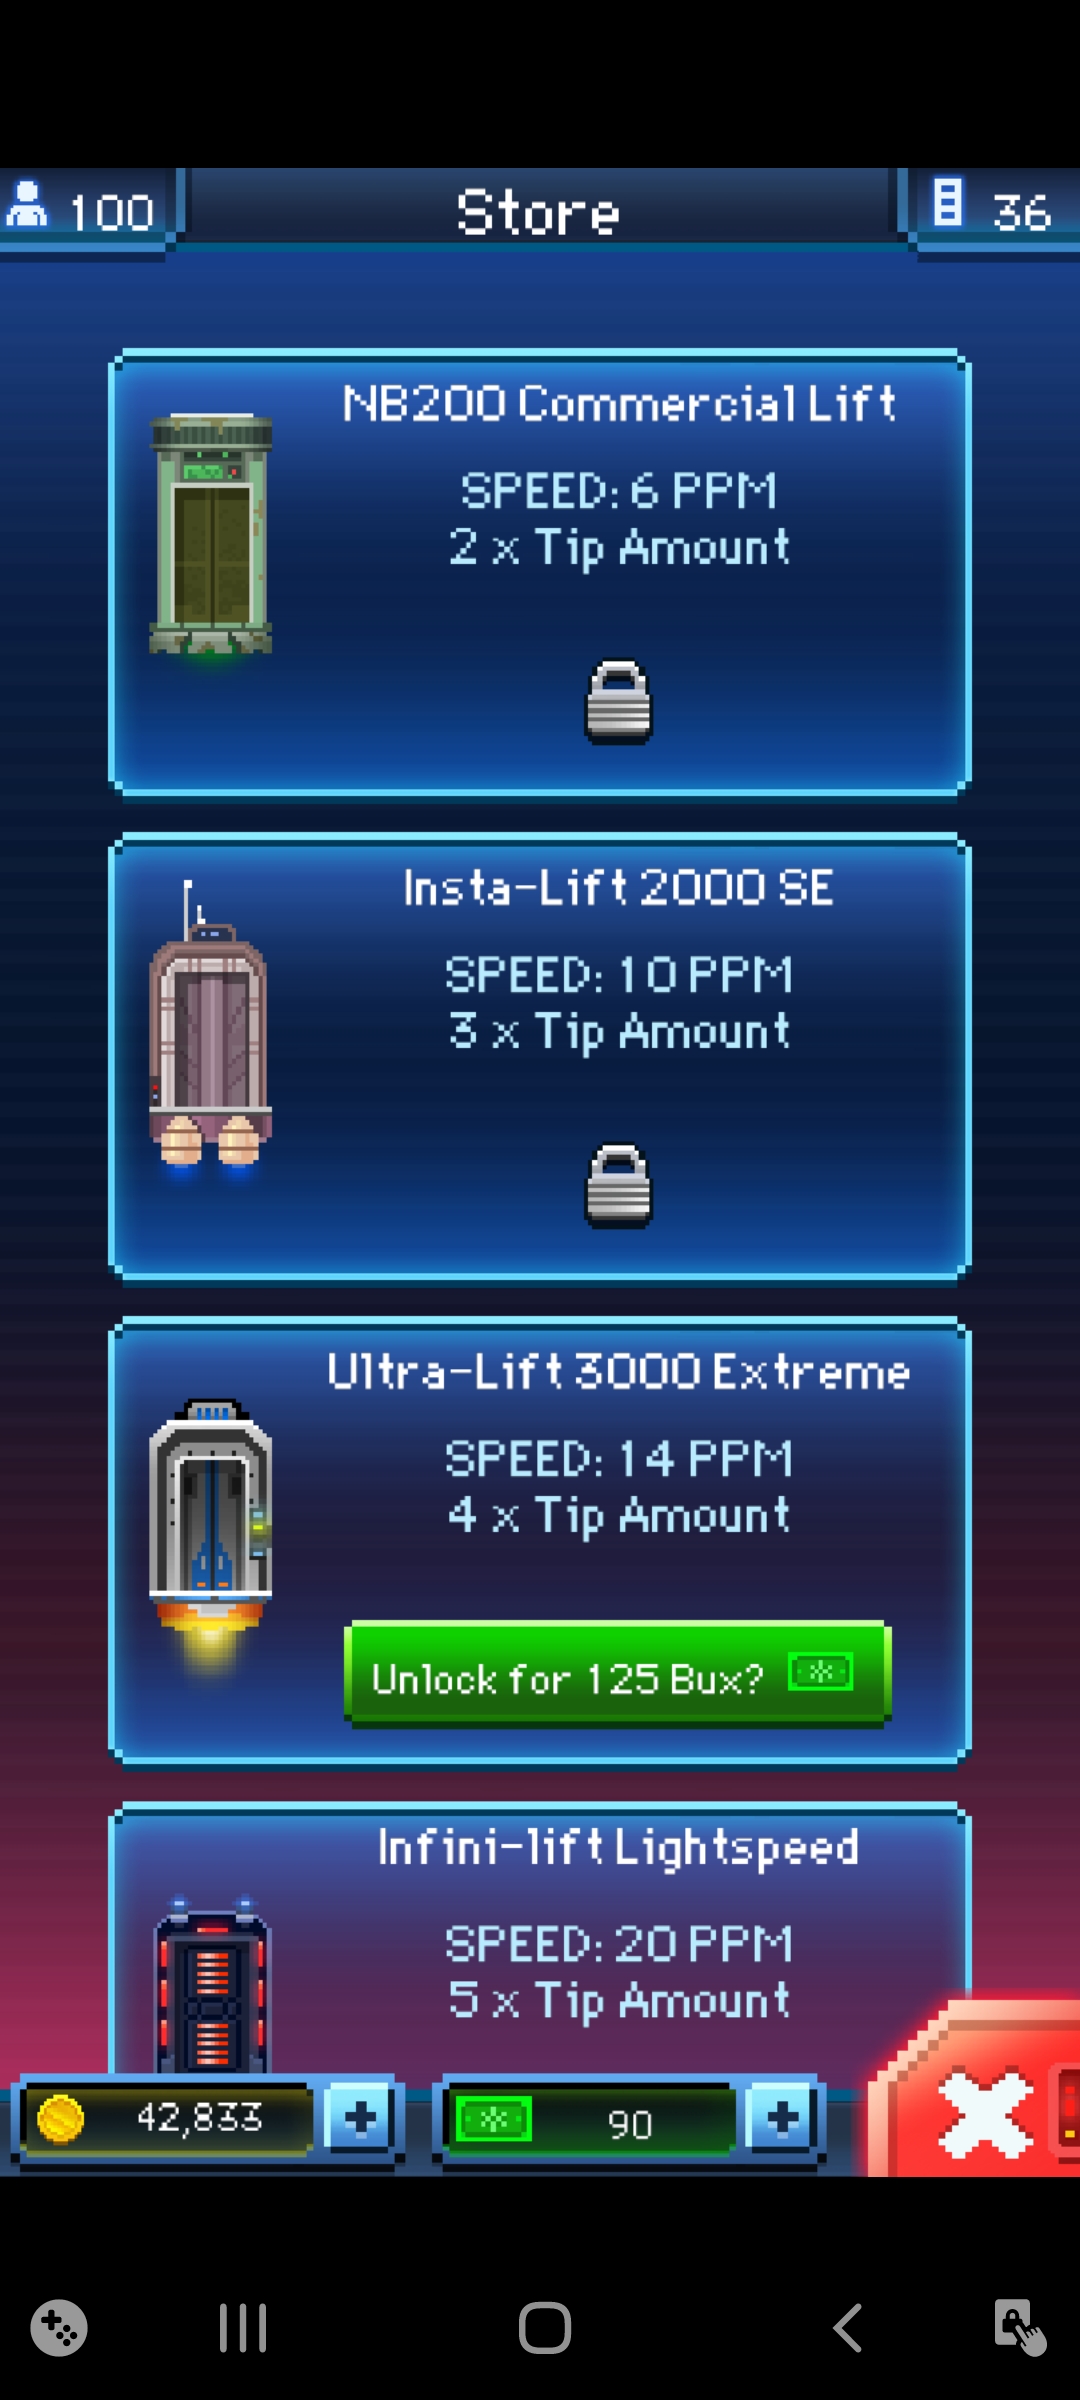 100
Store
36
NB200 Commercial Lift
SPEED: 6 PPM
2 x Tip Amount
Insta-Lift 2000 SE
SPEED: 10 PPM
3 x Tip Amount
Ultra-Lift 3000 Extreme
SPEED: 14 PPM
4 x Tip Amount
Unlock for 125 Bux?
Infini-lift Lightspeed
SPEED: 20 PPM
5 x Tip Amount
42,833
90